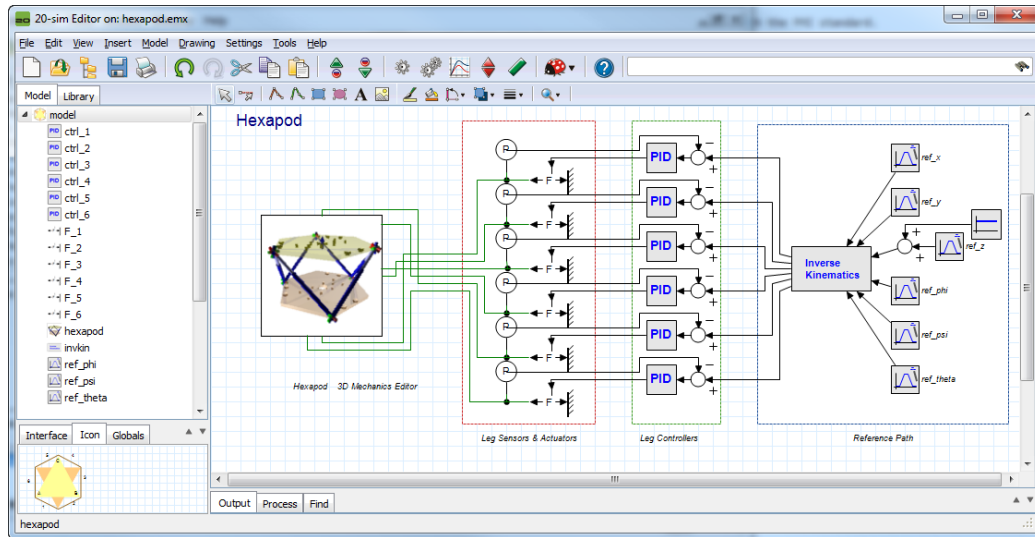 20-sim Editor on: hexapod.emx
File Edit View Insert Model Drawing Settings Tools Help
Model Library
A
model
ctrl_1
ctrl_2
ctrl_3
ctrl_4
ctrl_5
ctrl_6
F_1
F_2
F_3
F_4
F_5
F_6
hexapod
invkin
ref_phi
ref_psi
ref_theta
Interface Icon Globals
hexapod
Hexapod
Hexapod 3D Mechanics Editor
P
P
P
P
P
P
F
F
F
F
F
F
Leg Sensors & Actuators
PID
PID
PID
PID
PID
PID
Leg Controllers
Inverse
Kinematics
ref_x
ref_y
ref_z
ref_phi
ref_psi
ref_theta
Reference Path
Output Process Find